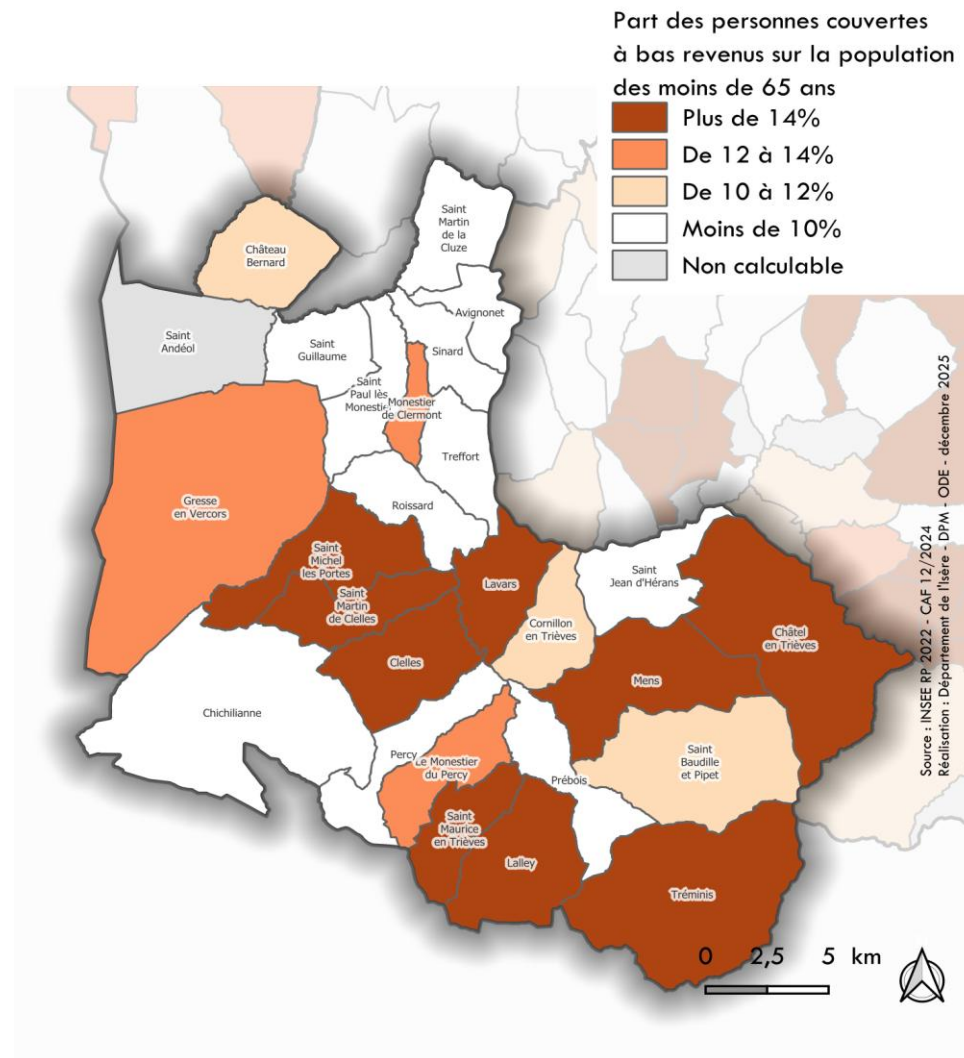 Part des personnes couvertes
à bas revenus sur la population
des moins de 65 ans
Plus de 14%
De 12 à 14%
De 10 à 12%
Moins de 10%
Non calculable
Saint
Martin
de la
Cluze
Château
Bernard
Avignonet
Saint
Andéol
Saint
Guillaume
Sinard
Saint
Paul lès
Monestie
Monestier
de Clermont
Treffort
Gresse
en Vercors
Roissard
Saint
Michel
les Portes
Saint
Martin
de Clelles
Lavars
Saint
Jean d'Hérans
Cornillon
en Trièves
Châtel
en Trièves
Clelles
Mens
Chichilianne
Percy
Le Monestier
du Percy
Prébois
Saint
Baudille
et Pipet
Saint
Maurice
en Trièves
Lalley
Tréminis
Source : INSEE RP 2022 - CAF 12/2024
Réalisation : Département de l'Isère - DPM - ODE - décembre 2025
0 2,5 5 km